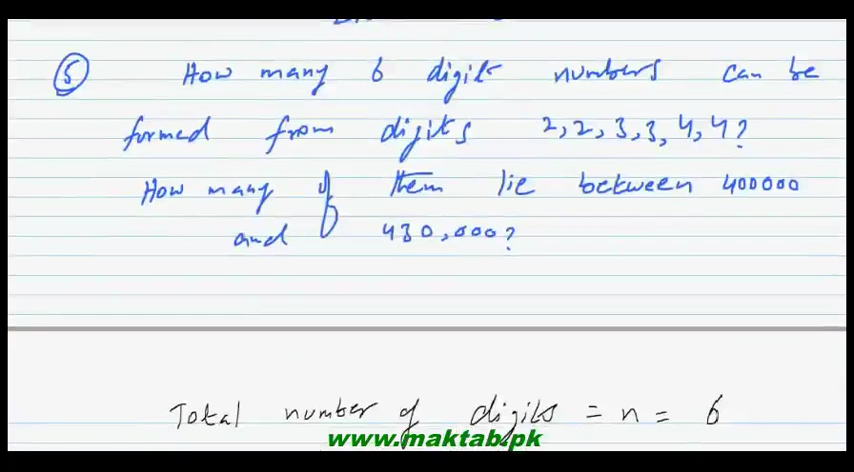 5 How many 6 digits numbers can be
formed from digits 2,2,3,3,4,4?
How many of them lie between 400000
and 430,000?
Total number of digits = n = 6
www.maktab.pk